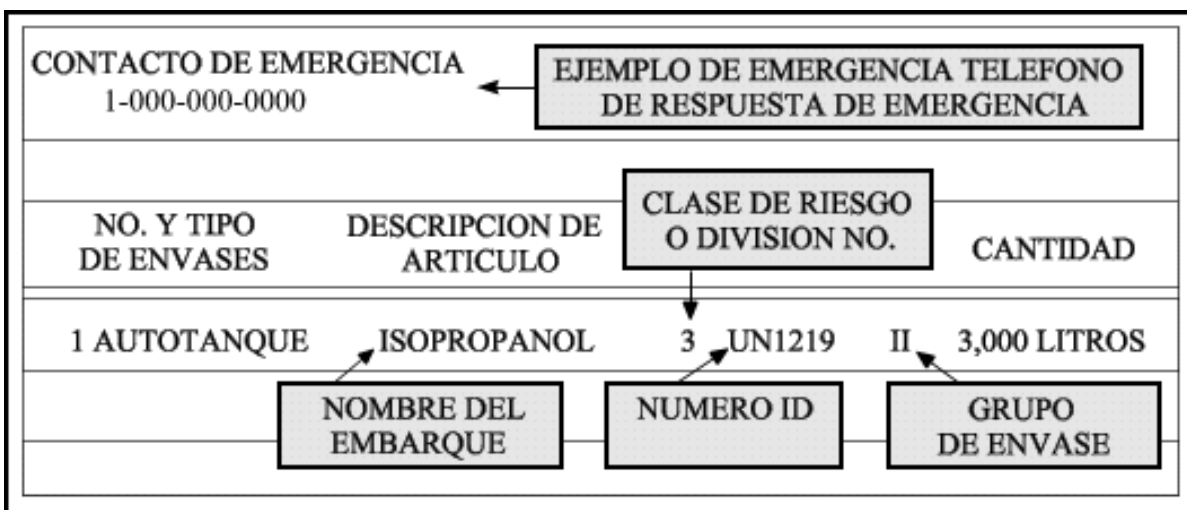 CONTACTO DE EMERGENCIA
1-000-000-0000
EJEMPLO DE EMERGENCIA TELEFONO
DE RESPUESTA DE EMERGENCIA
NO. Y TIPO
DE ENVASES
DESCRIPCION DE
ARTICULO
CLASE DE RIESGO
O DIVISION NO.
CANTIDAD
1 AUTOTANQUE ISOPROPANOL 3 UN1219 II 3,000 LITROS
NOMBRE DEL
EMBARQUE
NUMERO ID
GRUPO
DE ENVASE